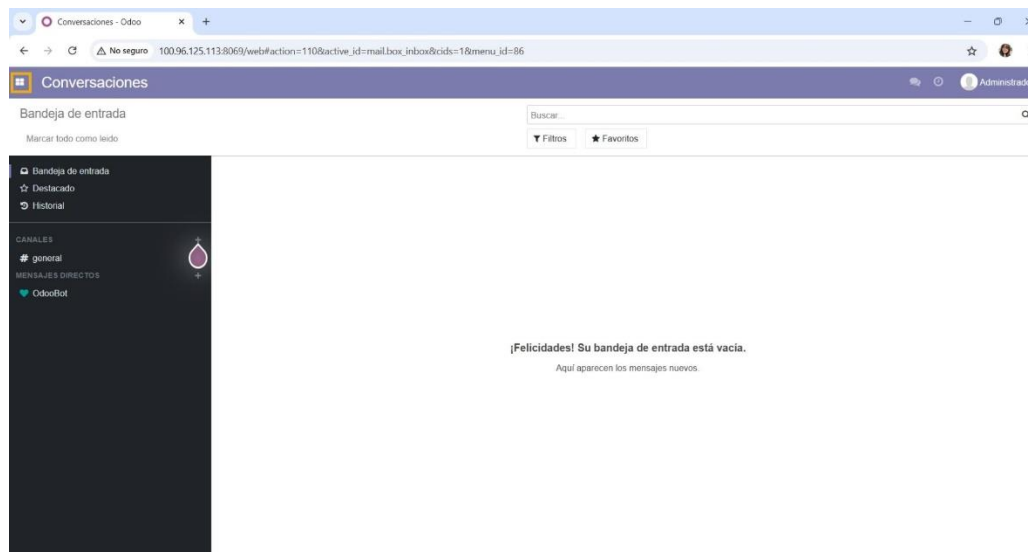 Conversaciones - Odoo
No seguro 100.96.125.113:8069/web#action=110&active_id=mail.box_inbox&cids=1&menu_id=86
Conversaciones
Administrado
Bandeja de entrada
Buscar...
Marcar todo como leído
Filtros Favoritos
Bandeja de entrada
Destacado
Historial
CANALES
# general
MENSAJES DIRECTOS
OdooBot
¡Felicidades! Su bandeja de entrada está vacía.
Aquí aparecen los mensajes nuevos.